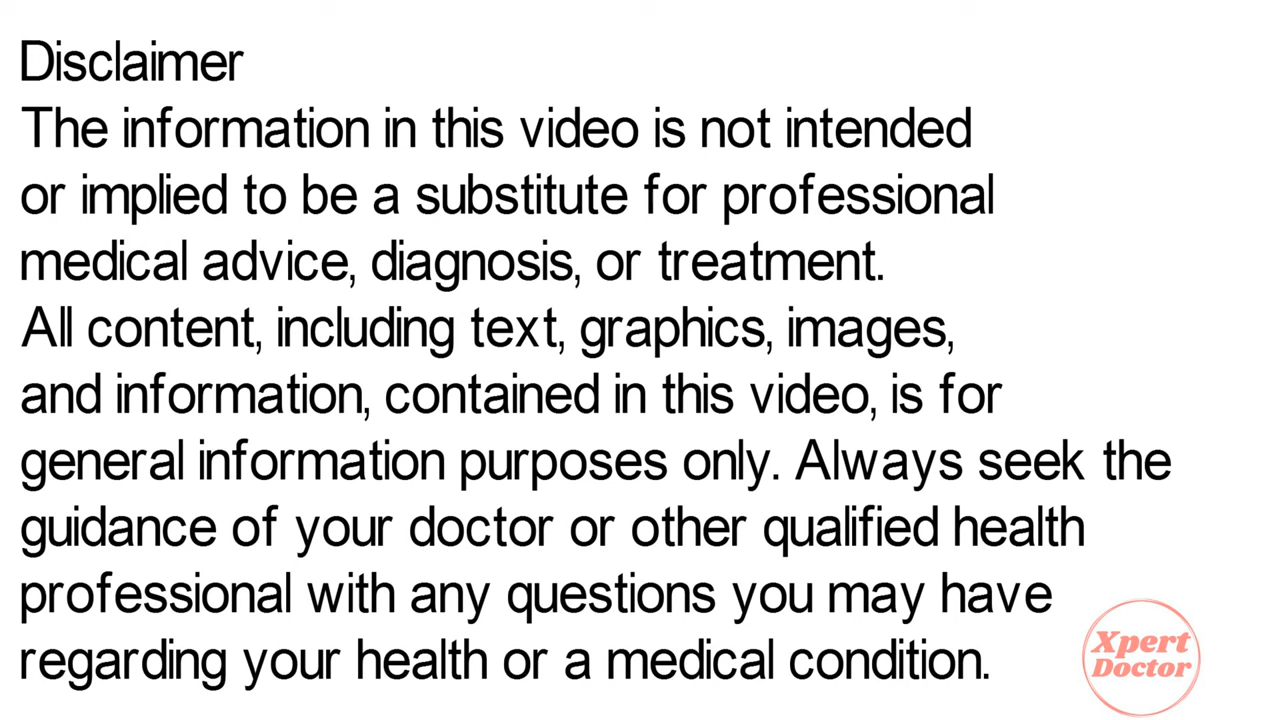 Disclaimer
The information in this video is not intended
or implied to be a substitute for professional
medical advice, diagnosis, or treatment.
All content, including text, graphics, images,
and information, contained in this video, is for
general information purposes only. Always seek the
guidance of your doctor or other qualified health
professional with any questions you may have
regarding your health or a medical condition.
Xpert
Doctor